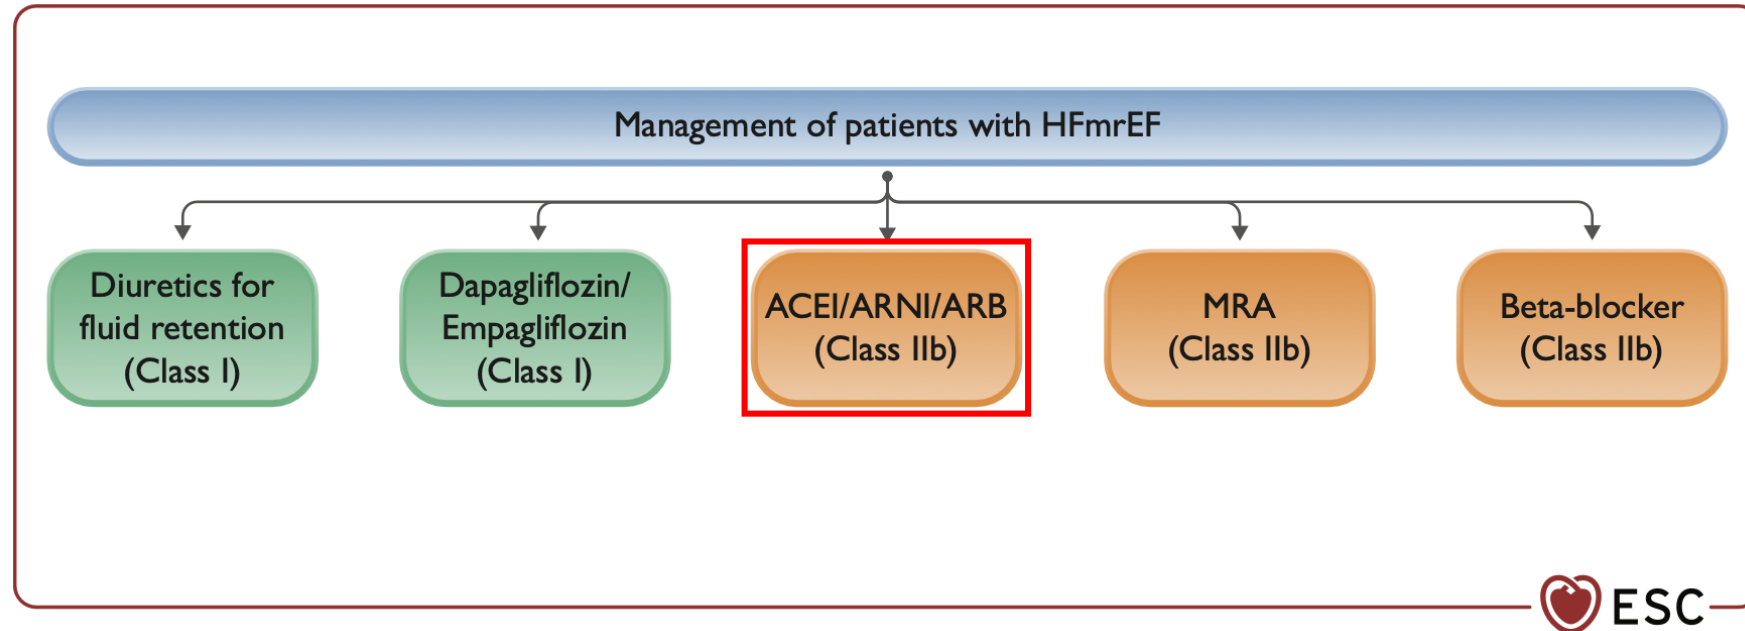 Management of patients with HFmrEF
Diuretics for
fluid retention
(Class I)
Dapagliflozin/
Empagliflozin
(Class I)
ACEI/ARNI/ARB
(Class IIb)
MRA
(Class IIb)
Beta-blocker
(Class IIb)
ESC